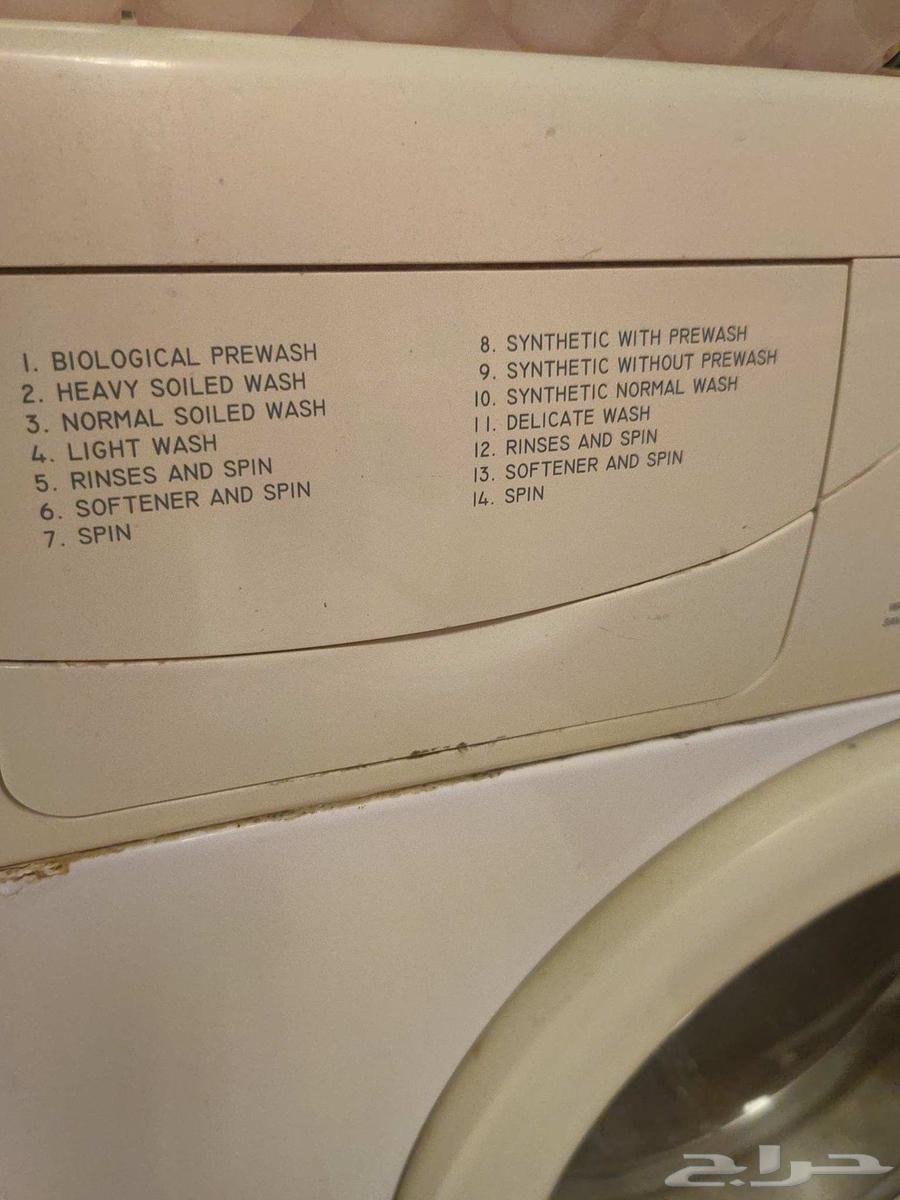 1. BIOLOGICAL PREWASH
2. HEAVY SOILED WASH
3. NORMAL SOILED WASH
4. LIGHT WASH
5. RINSES AND SPIN
6. SOFTENER AND SPIN
7. SPIN
8. SYNTHETIC WITH PREWASH
9. SYNTHETIC WITHOUT PREWASH
10. SYNTHETIC NORMAL WASH
11. DELICATE WASH
12. RINSES AND SPIN
13. SOFTENER AND SPIN
14. SPIN
حراج